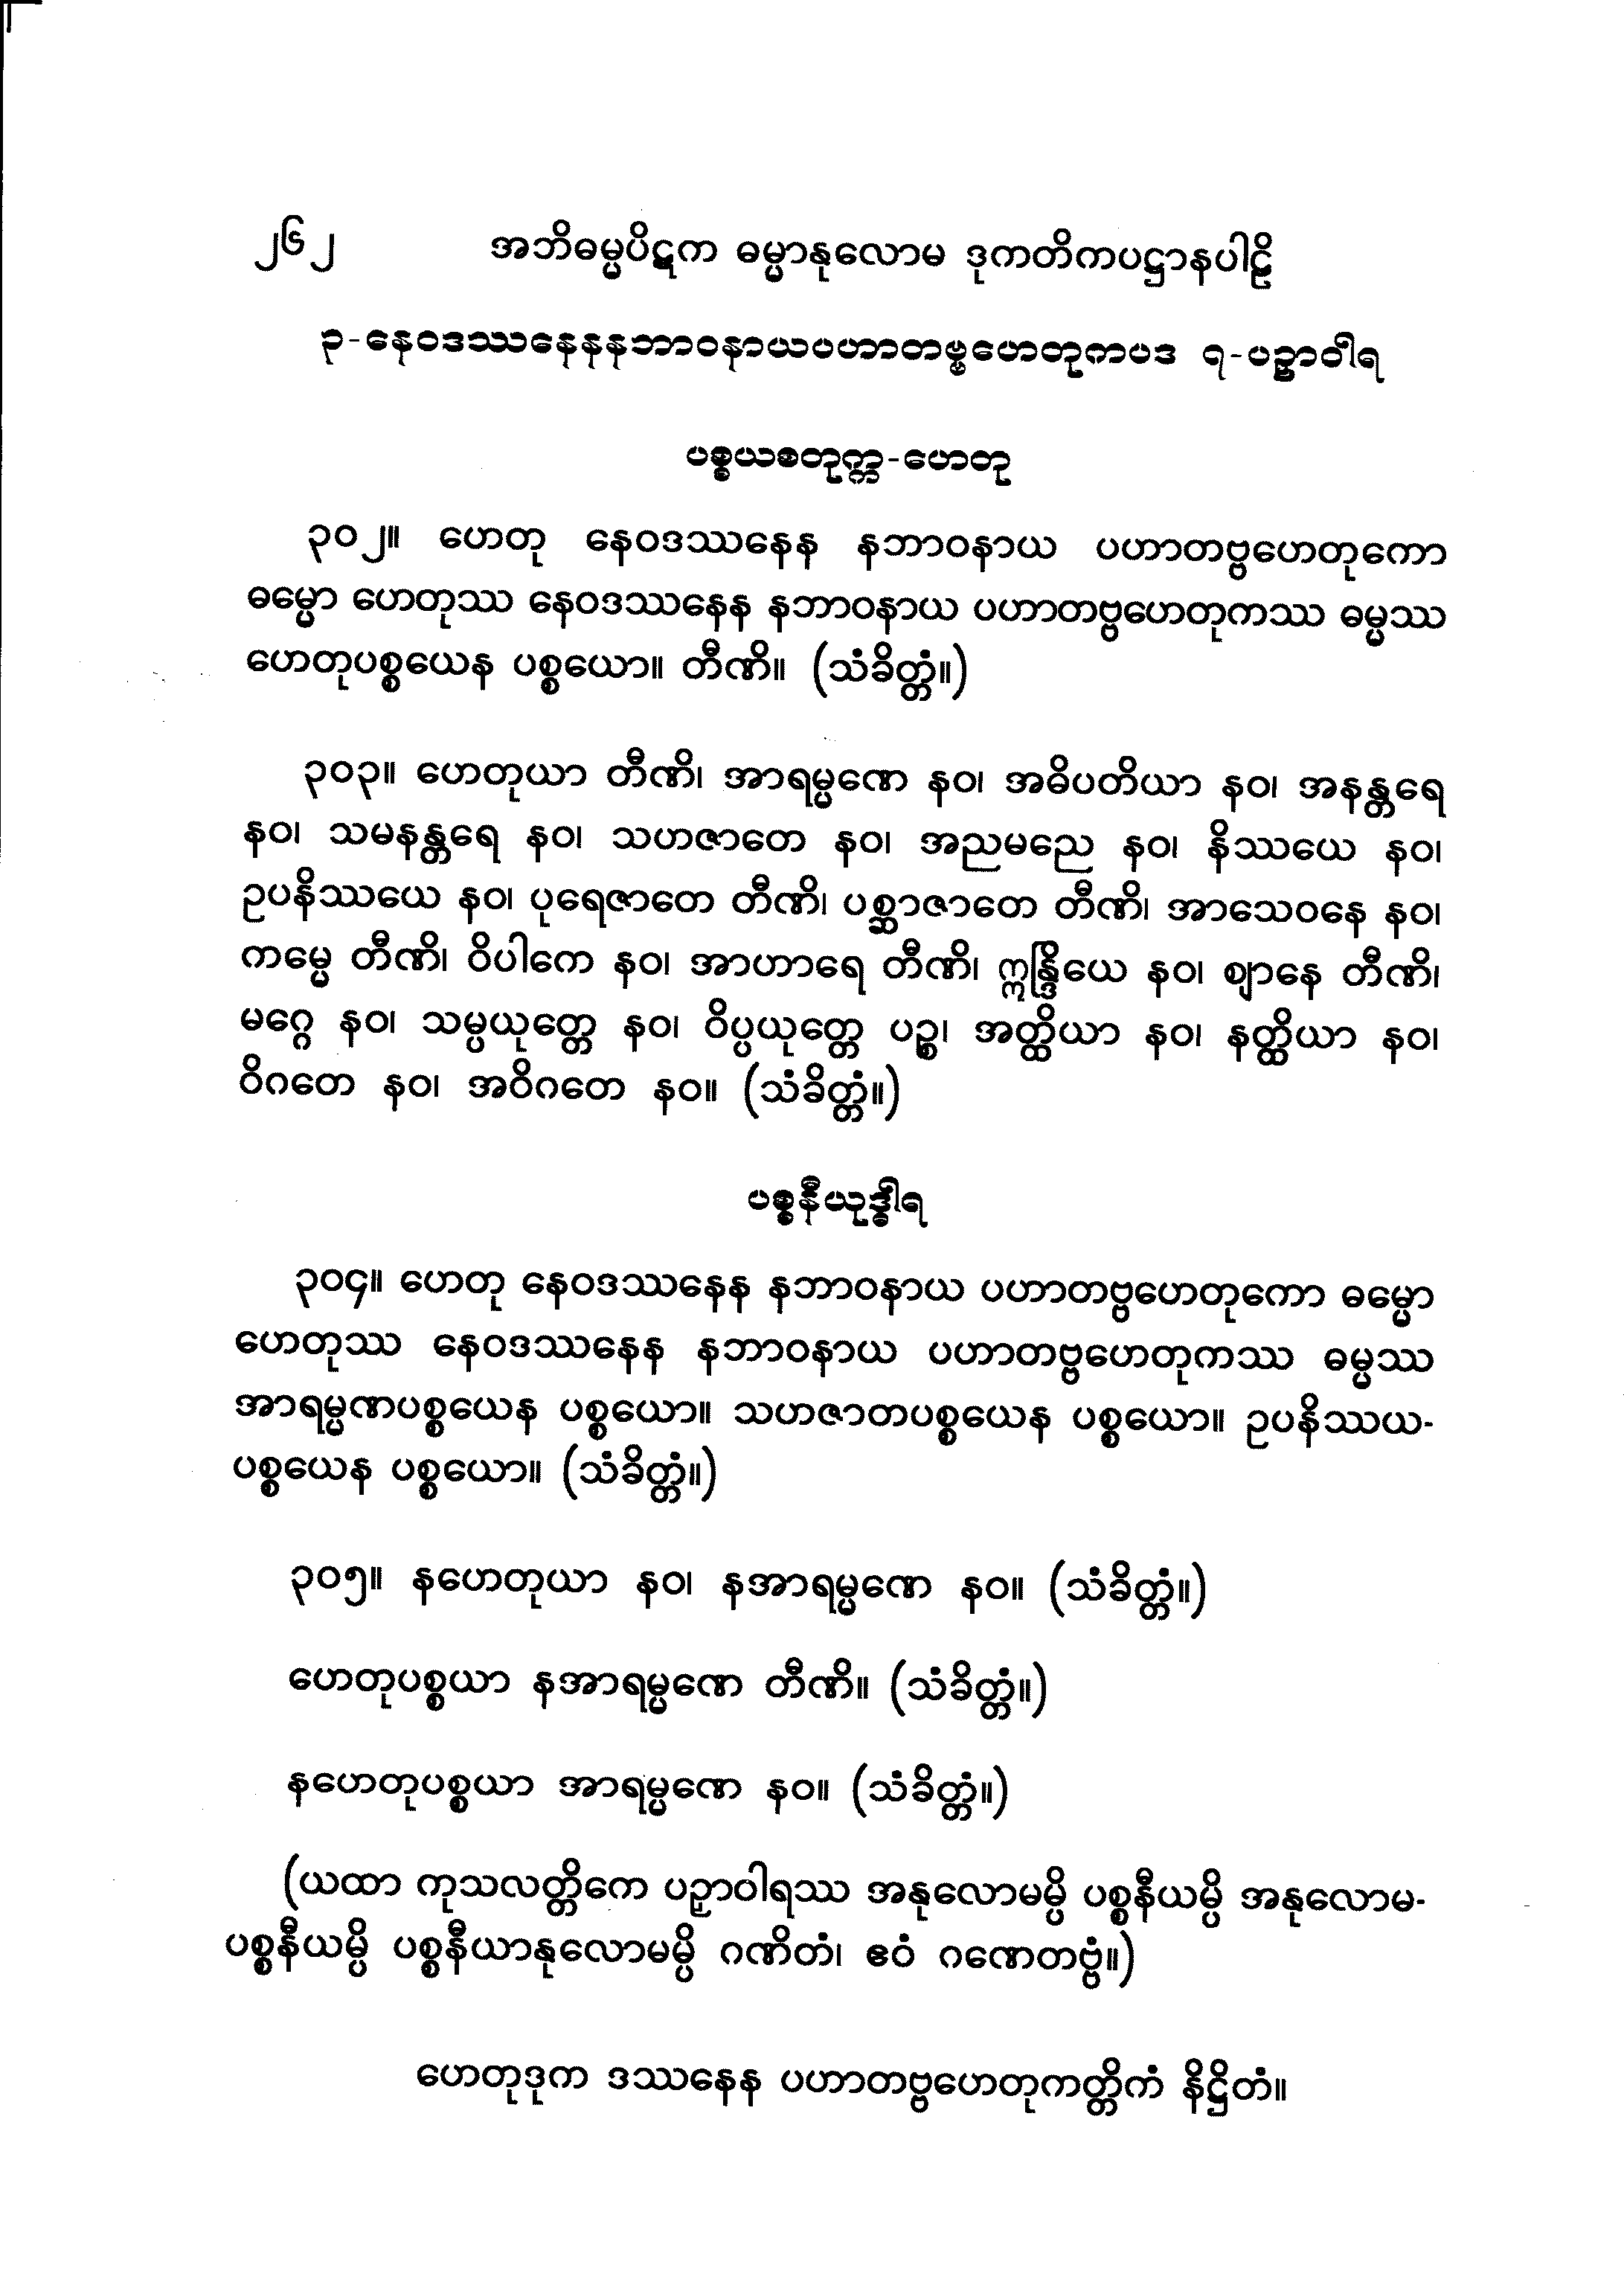 ၂၆၂ အဘိဓမ္မပိဋက ဓမ္မာနုလောမ ဒုကတိကပဋ္ဌာနပါဠိ
၃-နေဝဒဿနေနနဘာဝနာယပဟာတဗ္ဗဟေတုကပဒ ၇-ပဉှာဝါရ
ပစ္စယစတုက္က-ဟေတု
၃၀၂။ ဟေတု နေဝဒဿနေန နဘာဝနာယ ပဟာတဗ္ဗဟေတုကော
ဓမ္မော ဟေတုဿ နေဝဒဿနေန နဘာဝနာယ ပဟာတဗ္ဗဟေတုကဿ ဓမ္မဿ
ဟေတုပစ္စယေန ပစ္စယော။ တီဏိ။ (သံခိတ္တံ။)
၃၀၃။ ဟေတုယာ တီဏိ၊ အာရမ္မဏေ နဝ၊ အဓိပတိယာ နဝ၊ အနန္တရေ
နဝ၊ သမနန္တရေ နဝ၊ သဟဇာတေ နဝ၊ အညမညေ နဝ၊ နိဿယေ နဝ၊
ဥပနိဿယေ နဝ၊ ပုရေဇာတေ တီဏိ၊ ပစ္ဆာဇာတေ တီဏိ၊ အာသေဝနေ နဝ၊
ကမ္မေ တီဏိ၊ ဝိပါကေ နဝ၊ အာဟာရေ တီဏိ၊ ဣန္ဒြိယေ နဝ၊ ဈာနေ တီဏိ၊
မဂ္ဂေ နဝ၊ သမ္ပယုတ္တေ နဝ၊ ဝိပ္ပယုတ္တေ ပဉ္စ၊ အတ္ထိယာ နဝ၊ နတ္ထိယာ နဝ၊
ဝိဂတေ နဝ၊ အဝိဂတေ နဝ။ (သံခိတ္တံ။)
ပစ္စနီယုဒ္ဓါရ
၃၀၄။ ဟေတု နေဝဒဿနေန နဘာဝနာယ ပဟာတဗ္ဗဟေတုကော ဓမ္မော
ဟေတုဿ နေဝဒဿနေန နဘာဝနာယ ပဟာတဗ္ဗဟေတုကဿ ဓမ္မဿ
အာရမ္မဏပစ္စယေန ပစ္စယော။ သဟဇာတပစ္စယေန ပစ္စယော။ ဥပနိဿယ-
ပစ္စယေန ပစ္စယော။ (သံခိတ္တံ။)
၃၀၅။ နဟေတုယာ နဝ၊ နအာရမ္မဏေ နဝ။ (သံခိတ္တံ။)
ဟေတုပစ္စယာ နအာရမ္မဏေ တီဏိ။ (သံခိတ္တံ။)
နဟေတုပစ္စယာ အာရမ္မဏေ နဝ။ (သံခိတ္တံ။)
(ယထာ ကုသလတ္တိကေ ပဉှာဝါရဿ အနုလောမမ္ပိ ပစ္စနီယမ္ပိ အနုလောမ-
ပစ္စနီယမ္ပိ ပစ္စနီယာနုလောမမ္ပိ ဂဏိတံ၊ ဧဝံ ဂဏေတဗ္ဗံ။)
ဟေတုဒုက ဒဿနေန ပဟာတဗ္ဗဟေတုကတ္တိကံ နိဋ္ဌိတံ။